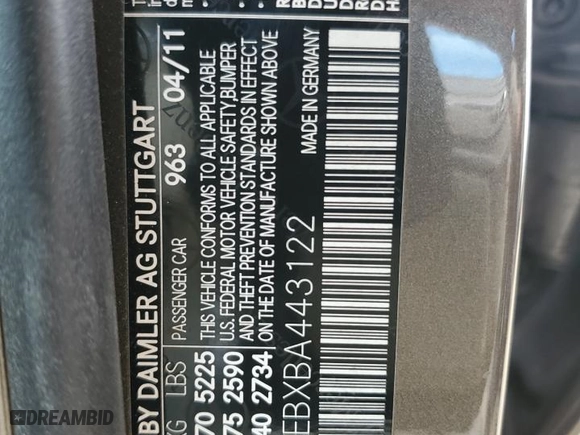 BY DAIMLER AG STUTTGART
963 04/11
KG LBS PASSENGER CAR
70 5225 THIS VEHICLE CONFORMS TO ALL APPLICABLE
75 2590 U.S. FEDERAL MOTOR VEHICLE SAFETY BUMPER
40 2734 AND THEFT PREVENTION STANDARDS IN EFFECT
ON THE DATE OF MANUFACTURE SHOWN ABOVE
MADE IN GERMANY
EBXBA443122
DREAMBID